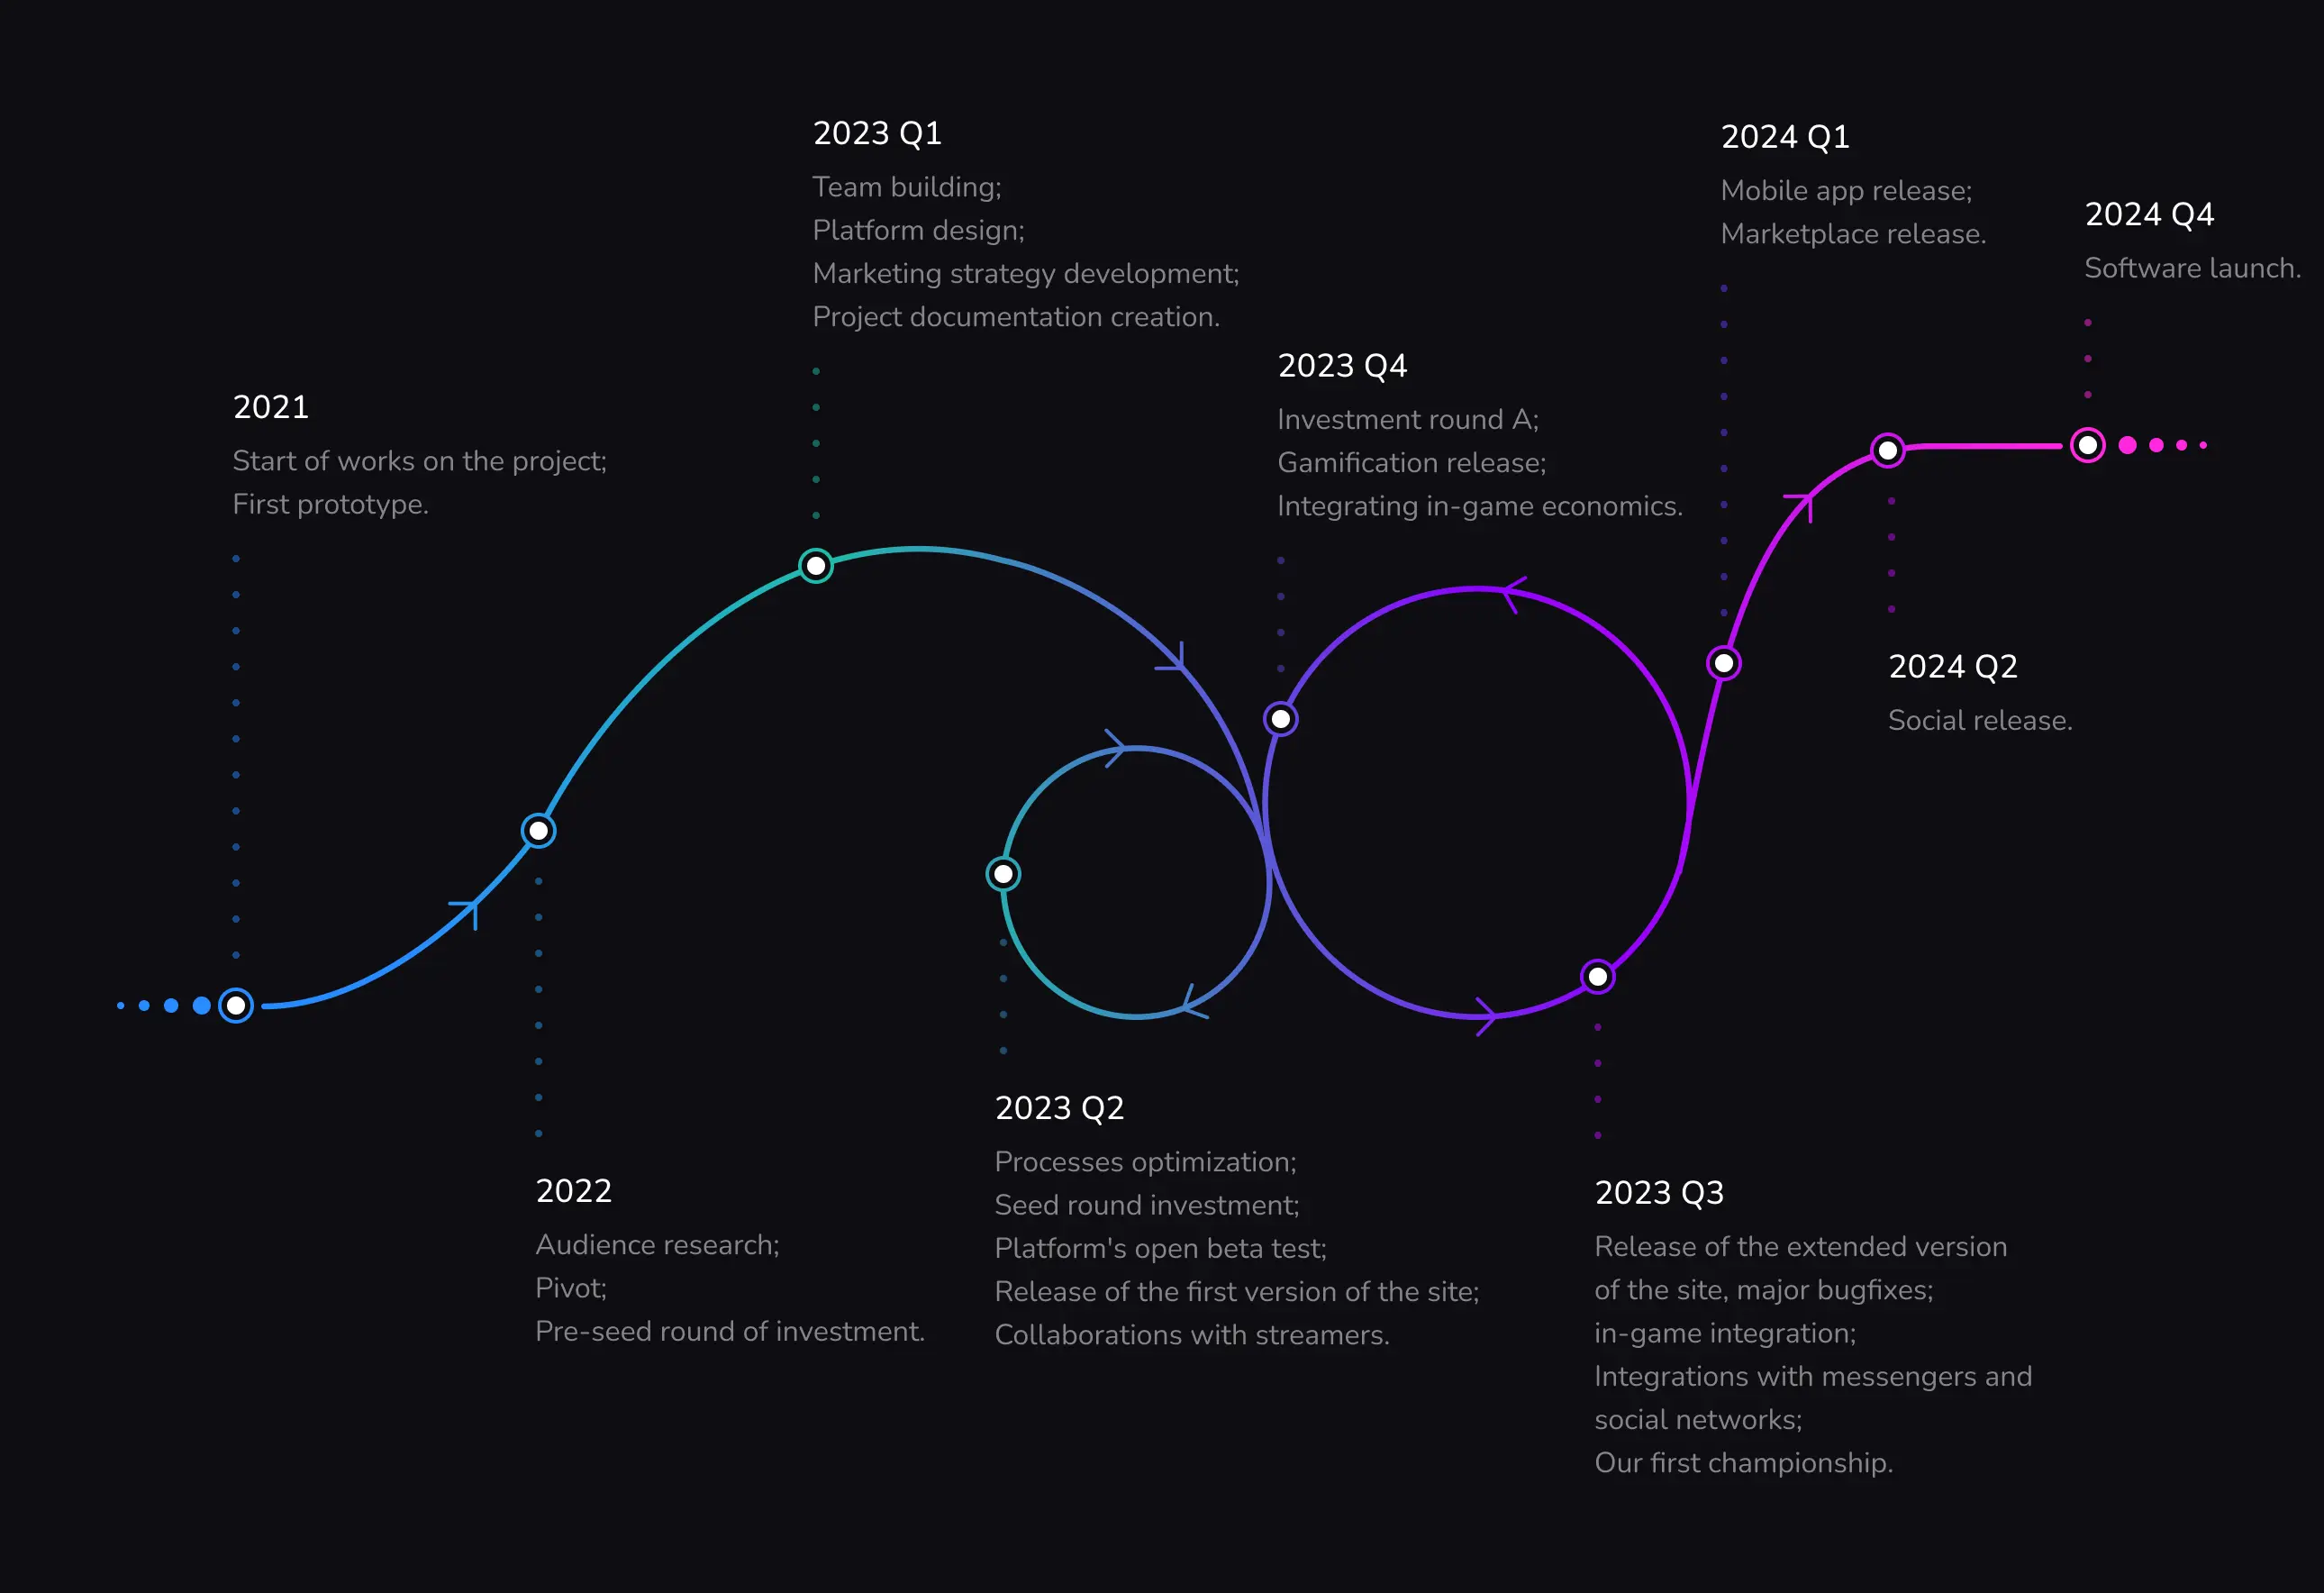 2021
Start of works on the project;
First prototype.
2022
Audience research;
Pivot;
Pre-seed round of investment.
2023 Q1
Team building;
Platform design;
Marketing strategy development;
Project documentation creation.
2023 Q2
Processes optimization;
Seed round investment;
Platform's open beta test;
Release of the first version of the site;
Collaborations with streamers.
2023 Q3
Release of the extended version
of the site, major bugfixes;
in-game integration;
Integrations with messengers and
social networks;
Our first championship.
2023 Q4
Investment round A;
Gamification release;
Integrating in-game economics.
2024 Q1
Mobile app release;
Marketplace release.
2024 Q2
Social release.
2024 Q4
Software launch.